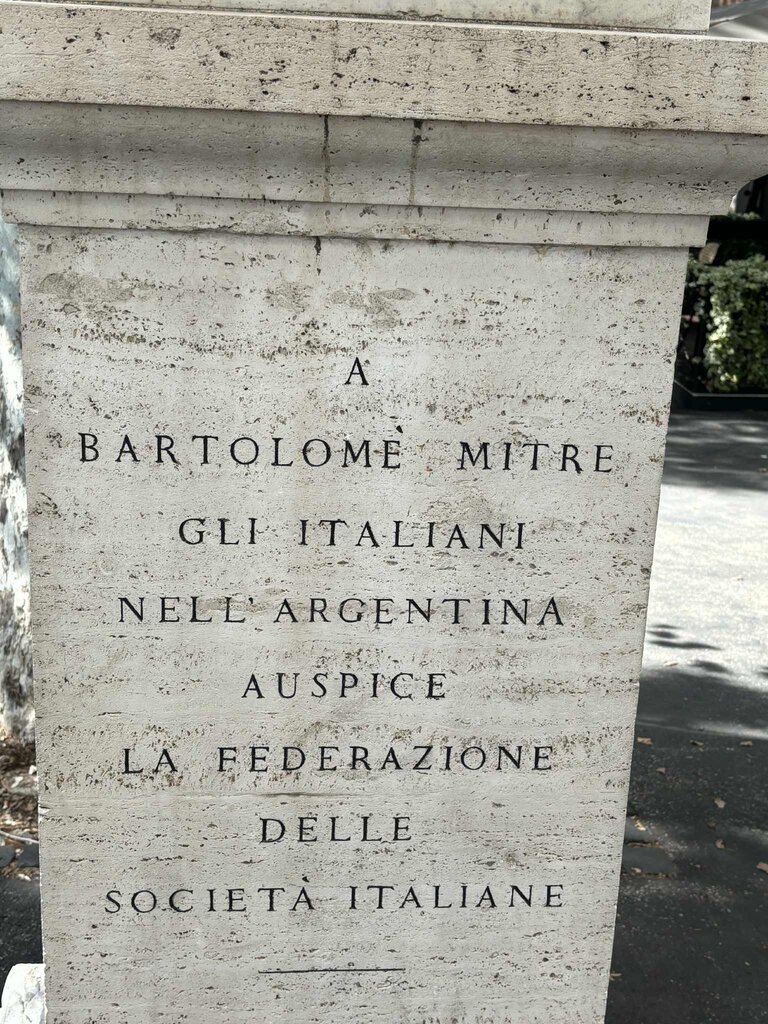 A
BARTOLOMÈ MITRE
GLI ITALIANI
NELL'ARGENTINA
AUSPICE
LA FEDERAZIONE
DELLE
SOCIETÀ ITALIANE